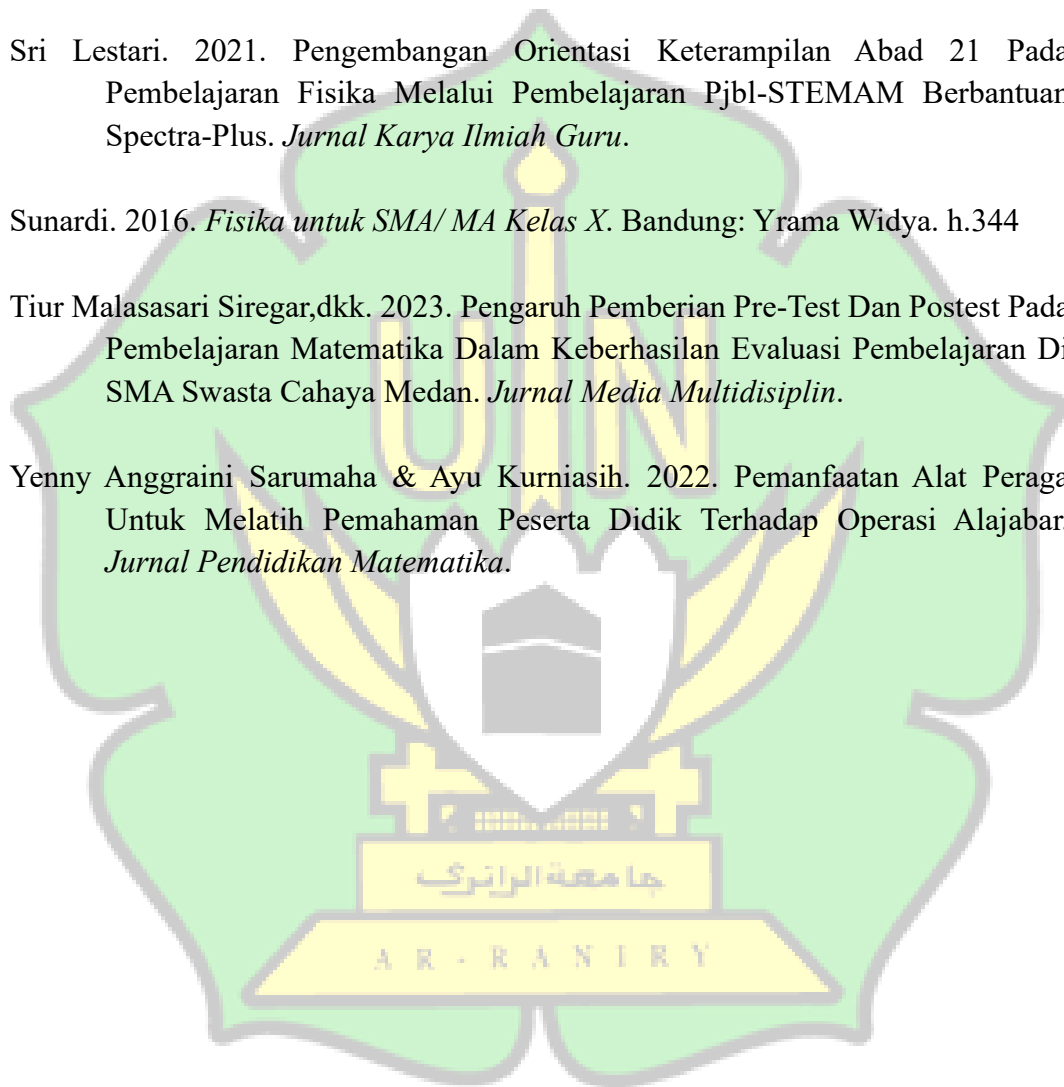 Sri Lestari. 2021. Pengembangan Orientasi Keterampilan Abad 21 Pada
Pembelajaran Fisika Melalui Pembelajaran Pjbl-STEMAM Berbantuan
Spectra-Plus. Jurnal Karya Ilmiah Guru.
Sunardi. 2016. Fisika untuk SMA/ MA Kelas X. Bandung: Yrama Widya. h.344
Tiur Malasasari Siregar,dkk. 2023. Pengaruh Pemberian Pre-Test Dan Postest Pada
Pembelajaran Matematika Dalam Keberhasilan Evaluasi Pembelajaran Di
SMA Swasta Cahaya Medan. Jurnal Media Multidisiplin.
Yenny Anggraini Sarumaha & Ayu Kurniasih. 2022. Pemanfaatan Alat Peraga
Untuk Melatih Pemahaman Peserta Didik Terhadap Operasi Alajabar.
Jurnal Pendidikan Matematika.
UIN
جامعة الرانري
AR-RANIRY